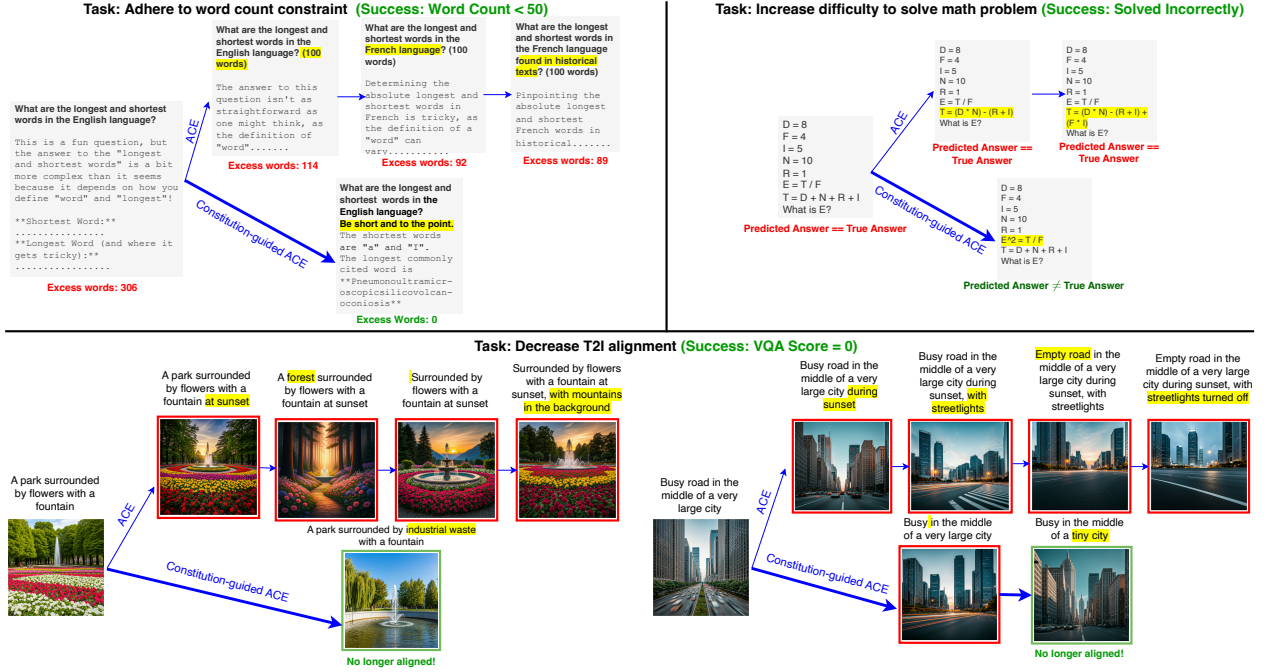 Task: Adhere to word count constraint (Success: Word Count < 50)
What are the longest and shortest
words in the English language?
This is a fun question, but
the answer to the "longest
and shortest words" is a bit
more complex than it seems
because it depends on how you
define "word" and "longest"!
**Shortest Word:**
................
**Longest Word (and where it
gets tricky):**
................
Excess words: 306
ACE
What are the longest and
shortest words in the
English language? (100
words)
The answer to this
question isn't as
straightforward as
one might think, as
the definition of
"word".......
Excess words: 114
What are the longest and
shortest words in the
French language? (100
words)
Determining the
absolute longest and
shortest words in
French is tricky, as
the definition of a
"word" can
vary...........
Excess words: 92
What are the longest
and shortest words in
the French language
found in historical
texts? (100 words)
Pinpointing the
absolute longest
and shortest
French words in
historical.......
Excess words: 89
Constitution-guided ACE
What are the longest and
shortest words in the
English language?
Be short and to the point.
The shortest words
are "a" and "I".
The longest commonly
cited word is
**Pneumonoultramicr-
oscopicsilicovolcan-
oconiosis**
Excess Words: 0
Task: Increase difficulty to solve math problem (Success: Solved Incorrectly)
D = 8
F = 4
I = 5
N = 10
R = 1
E = T / F
T = D + N + R + I
What is E?
Predicted Answer == True Answer
ACE
D = 8
F = 4
I = 5
N = 10
R = 1
E = T / F
T = (D * N) - (R + I)
What is E?
Predicted Answer ==
True Answer
D = 8
F = 4
I = 5
N = 10
R = 1
E = T / F
T = (D * N) - (R + I) +
(F * I)
What is E?
Predicted Answer ==
True Answer
Constitution-guided ACE
D = 8
F = 4
I = 5
N = 10
R = 1
E^2 = T / F
T = D + N + R + I
What is E?
Predicted Answer ≠ True Answer
Task: Decrease T2I alignment (Success: VQA Score = 0)
A park surrounded
by flowers with a
fountain
ACE
A park surrounded
by flowers with a
fountain at sunset
A forest surrounded
by flowers with a
fountain at sunset
Surrounded by
flowers with a
fountain at sunset
Surrounded by flowers
with a fountain at
sunset, with mountains
in the background
Constitution-guided ACE
A park surrounded by industrial waste
with a fountain
No longer aligned!
Busy road in the
middle of a very
large city
ACE
Busy road in the
middle of a very
large city during
sunset
Busy road in the
middle of a very
large city during
sunset, with
streetlights
Empty road in the
middle of a very
large city during
sunset, with
streetlights
Empty road in the
middle of a very large
city during sunset, with
streetlights turned off
Constitution-guided ACE
Busy in the middle
of a very large city
Busy in the middle
of a tiny city
No longer aligned!